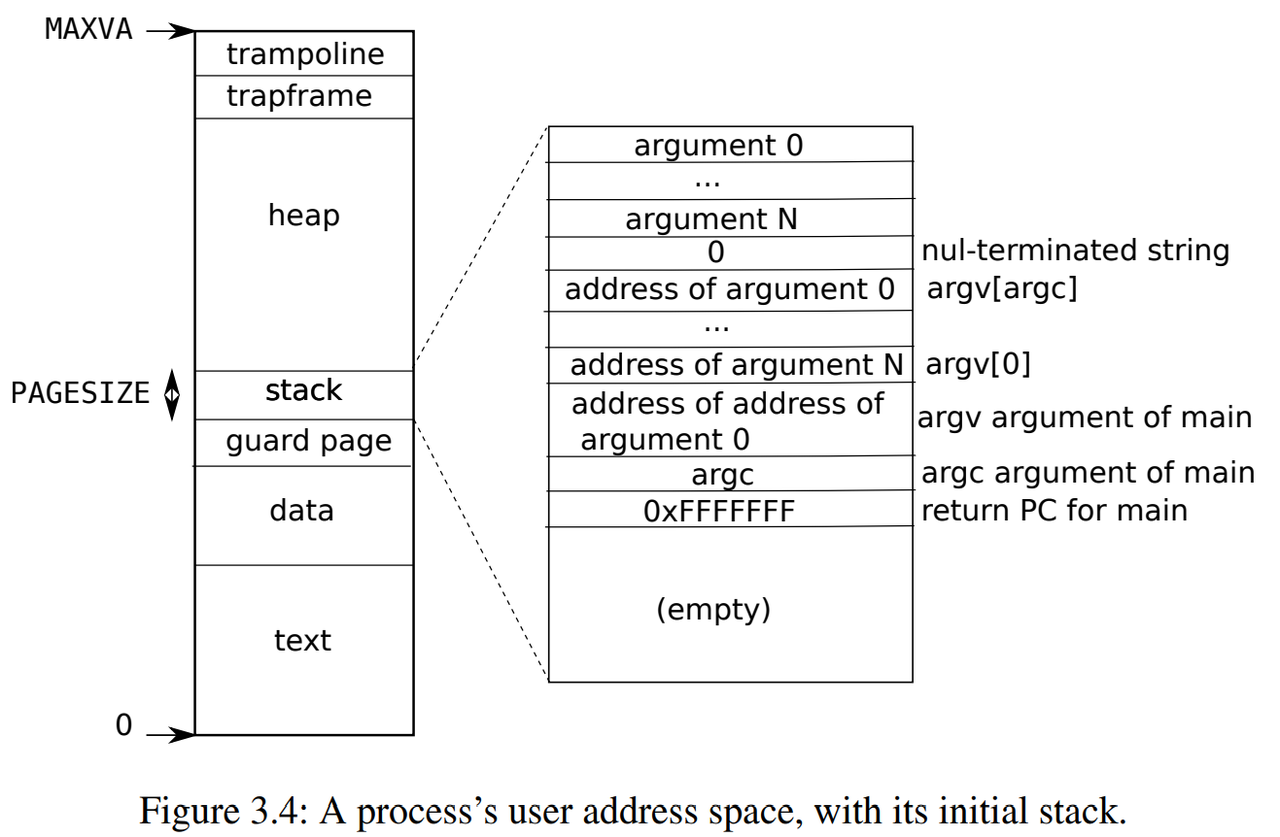 MAXVA
trampoline
trapframe
heap
PAGESIZE
stack
guard page
data
text
0
argument 0
...
argument N
0 nul-terminated string
address of argument 0 argv[argc]
...
address of argument N argv[0]
address of address of
argument 0
argv argument of main
argc argc argument of main
0xFFFFFFF return PC for main
(empty)
Figure 3.4: A process’s user address space, with its initial stack.